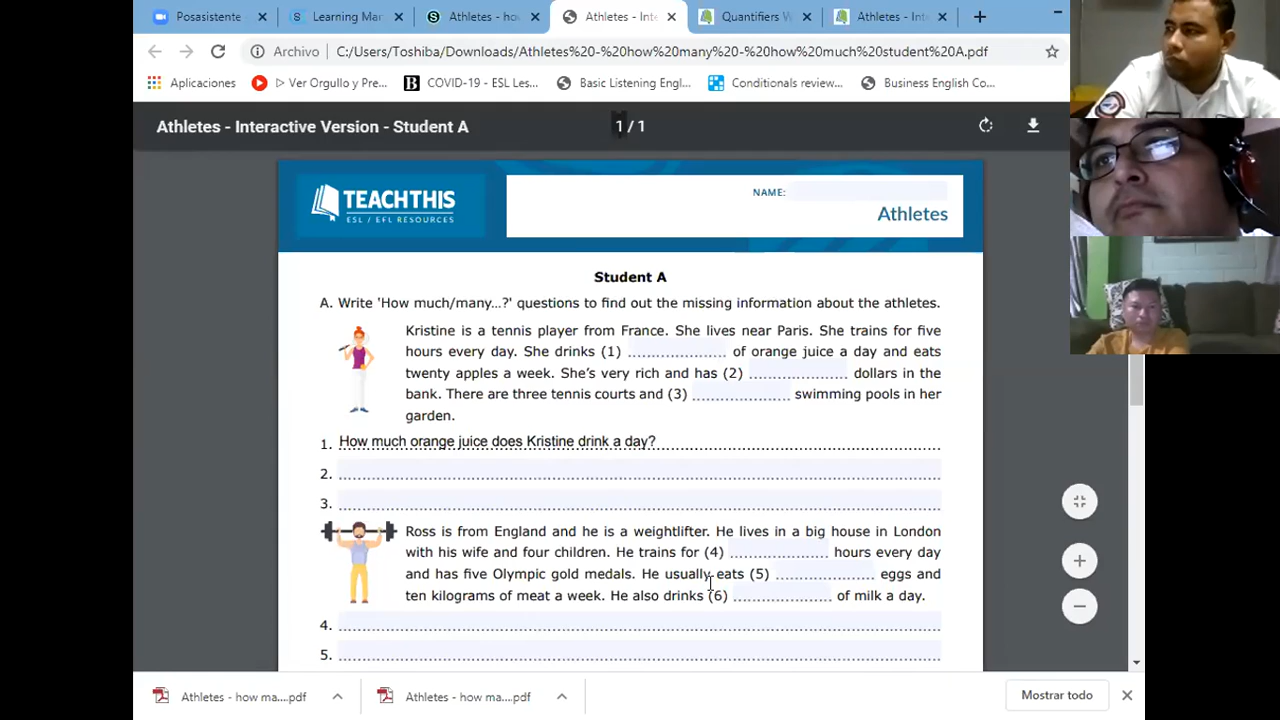 Posasistente
Learning Mar
Athletes - ho
Athletes - Inte
Quantifiers W
Athletes - Int
Archivo
C:/Users/Toshiba/Downloads/Athletes%20-%20how%20many%20-%20how%20much%20student%20A.pdf
Aplicaciones
▷ Ver Orgullo y Pre...
COVID-19 - ESL Les...
Basic Listening Engl...
Conditionals review...
Business English Co...
Athletes - Interactive Version - Student A
1 / 1
TEACHTHIS
ESL / EFL RESOURCES
NAME:
Athletes
Student A
A. Write 'How much/many...?' questions to find out the missing information about the athletes.
Kristine is a tennis player from France. She lives near Paris. She trains for five
hours every day. She drinks (1) ........................ of orange juice a day and eats
twenty apples a week. She's very rich and has (2) ........................ dollars in the
bank. There are three tennis courts and (3) ........................ swimming pools in her
garden.
1. How much orange juice does Kristine drink a day?
2.
3.
Ross is from England and he is a weightlifter. He lives in a big house in London
with his wife and four children. He trains for (4) ........................ hours every day
and has five Olympic gold medals. He usually eats (5) ........................ eggs and
ten kilograms of meat a week. He also drinks (6) ........................ of milk a day.
4.
5.
Athletes - how ma....pdf
Athletes - how ma....pdf
Mostrar todo